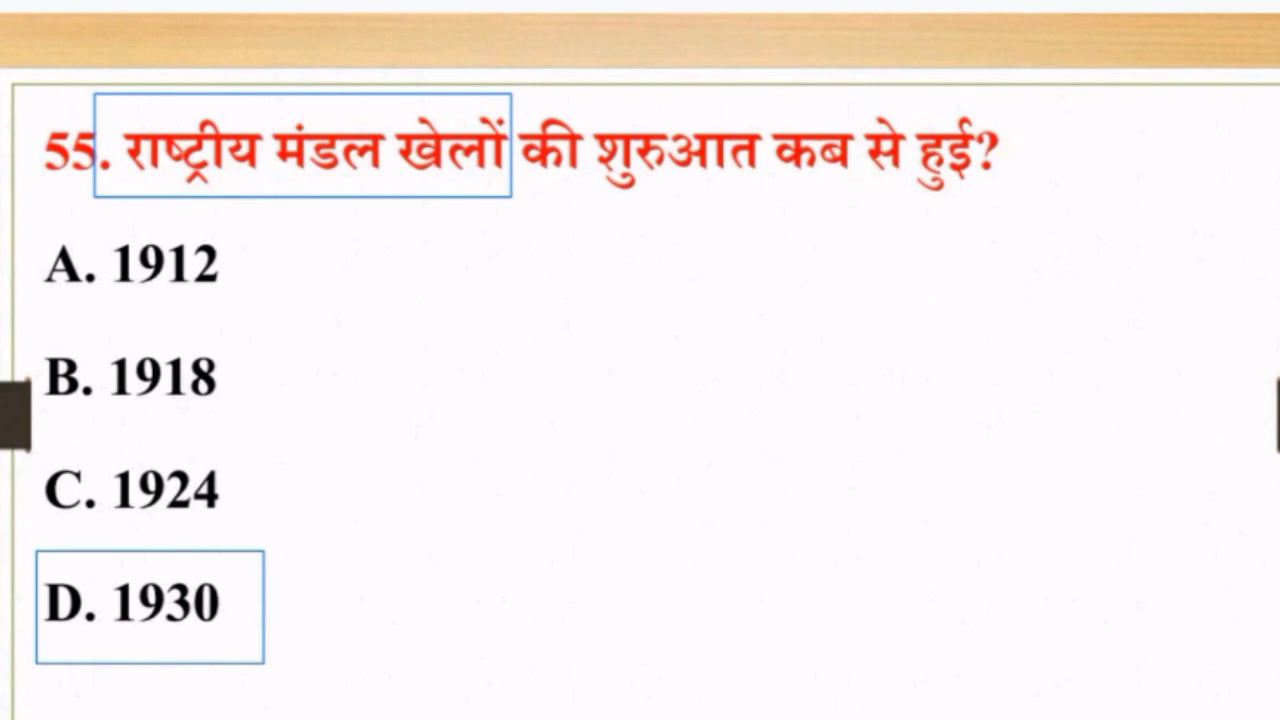 55. राष्ट्रीय मंडल खेलों की शुरुआत कब से हुई?
A. 1912
B. 1918
C. 1924
D. 1930